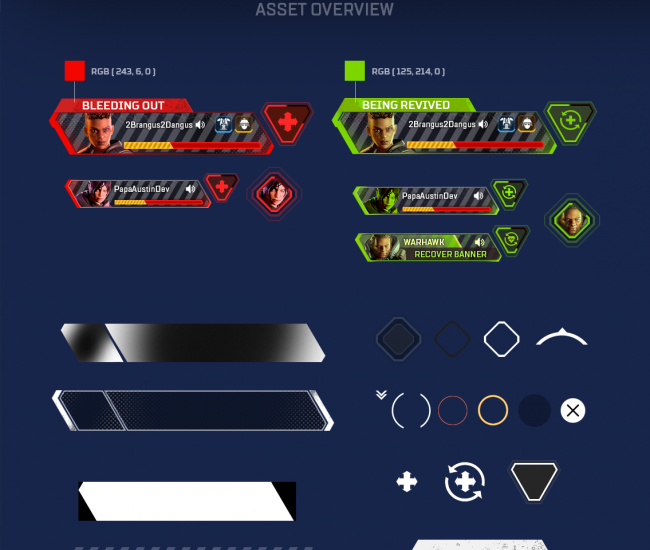 ASSET OVERVIEW
RGB ( 243, 6, 0 )
BLEEDING OUT
2Brangus2Dangus
PapaAustinDev
RGB ( 125, 214, 0 )
BEING REVIVED
2Brangus2Dangus
PapaAustinDev
WARHAWK
RECOVER BANNER